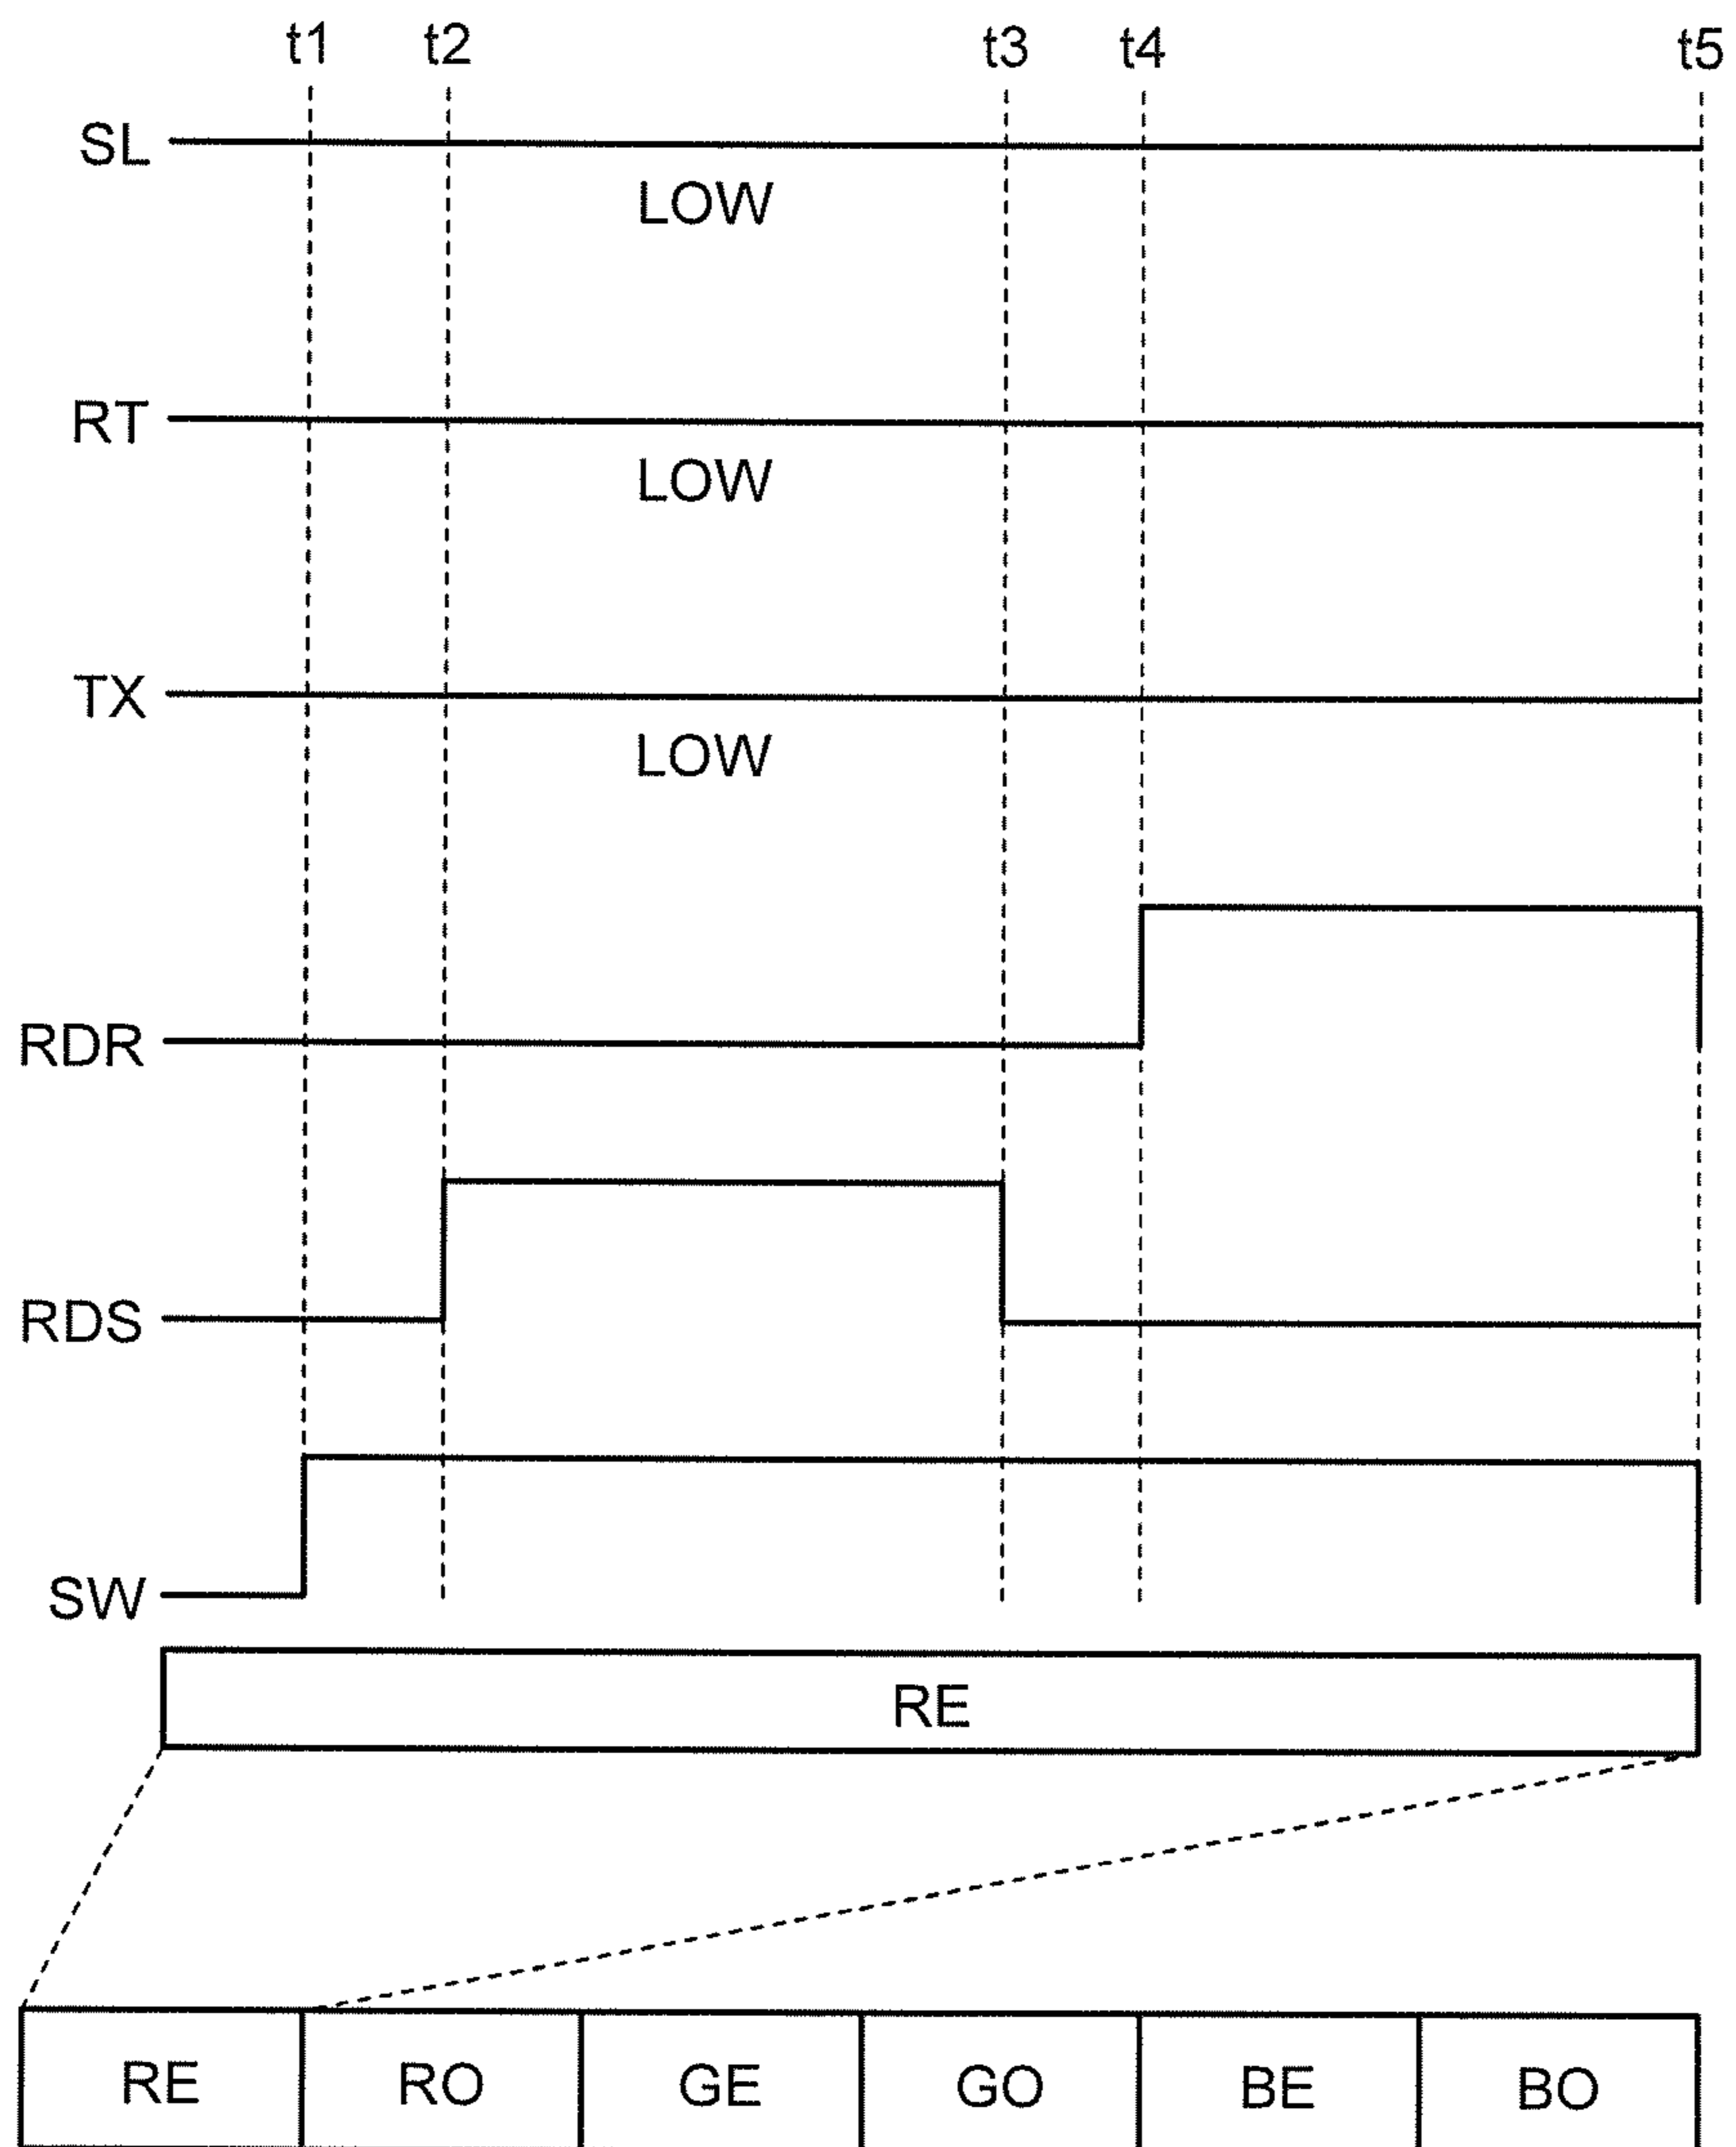 t1 t2 t3 t4 t5
SL
LOW
RT
LOW
TX
LOW
RDR
RDS
SW
RE
RE RO GE GO BE BO